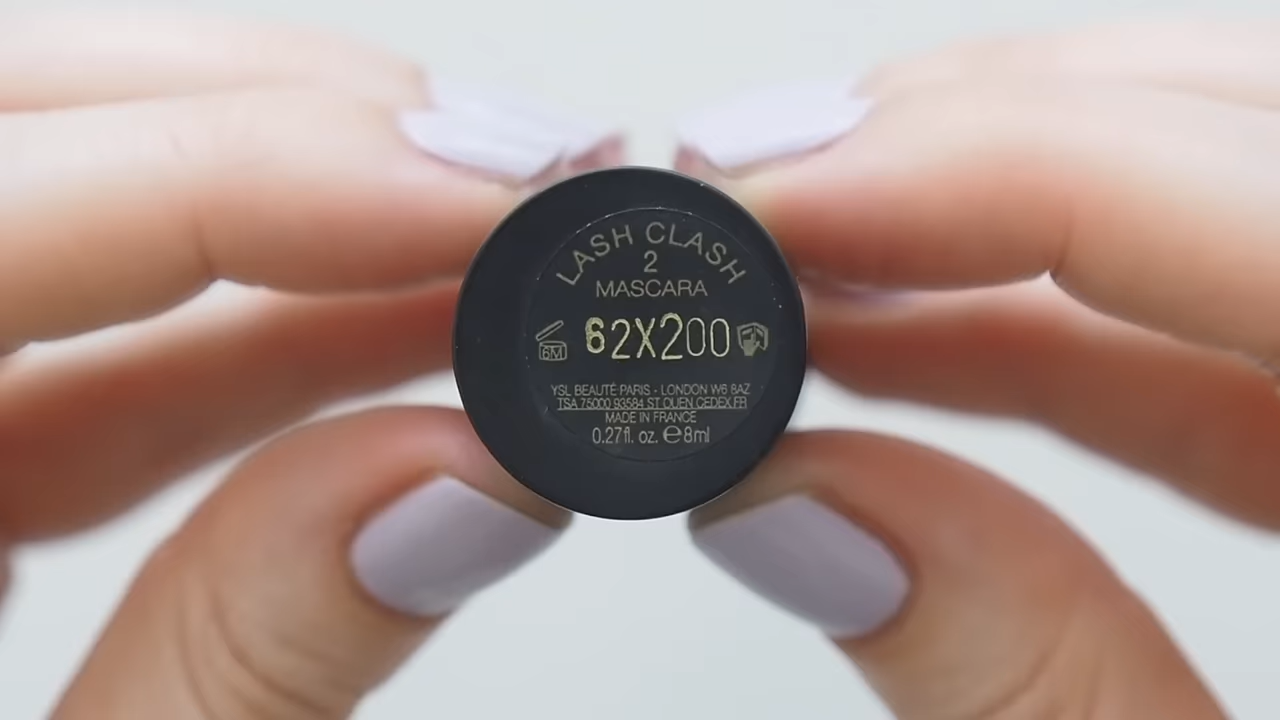 LASH CLASH
2
MASCARA
6M 62X200
YSL BEAUTÉ PARIS - LONDON W6 8AZ
TSA 75000 93584 ST OUEN CEDEX FR
MADE IN FRANCE
0.27fl. oz. ℮8ml